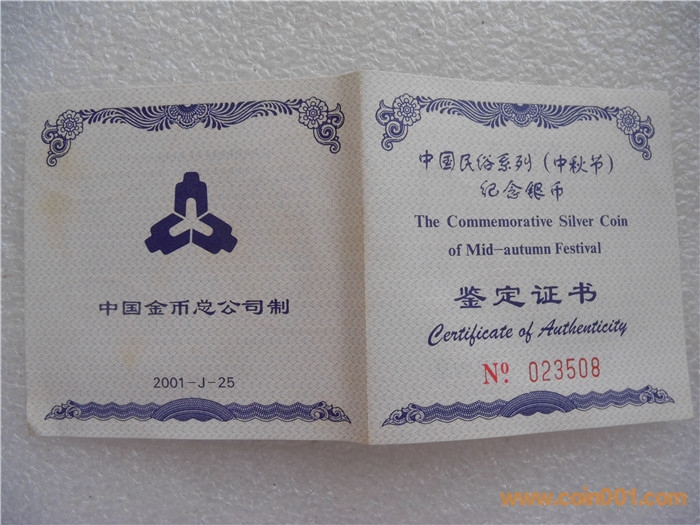 中国金币总公司制
2001-J-25
中国民俗系列(中秋节)
纪念银币
The Commemorative Silver Coin
of Mid-autumn Festival
鉴定证书
Certificate of Authenticity
Nº 023508
www.coin001.com